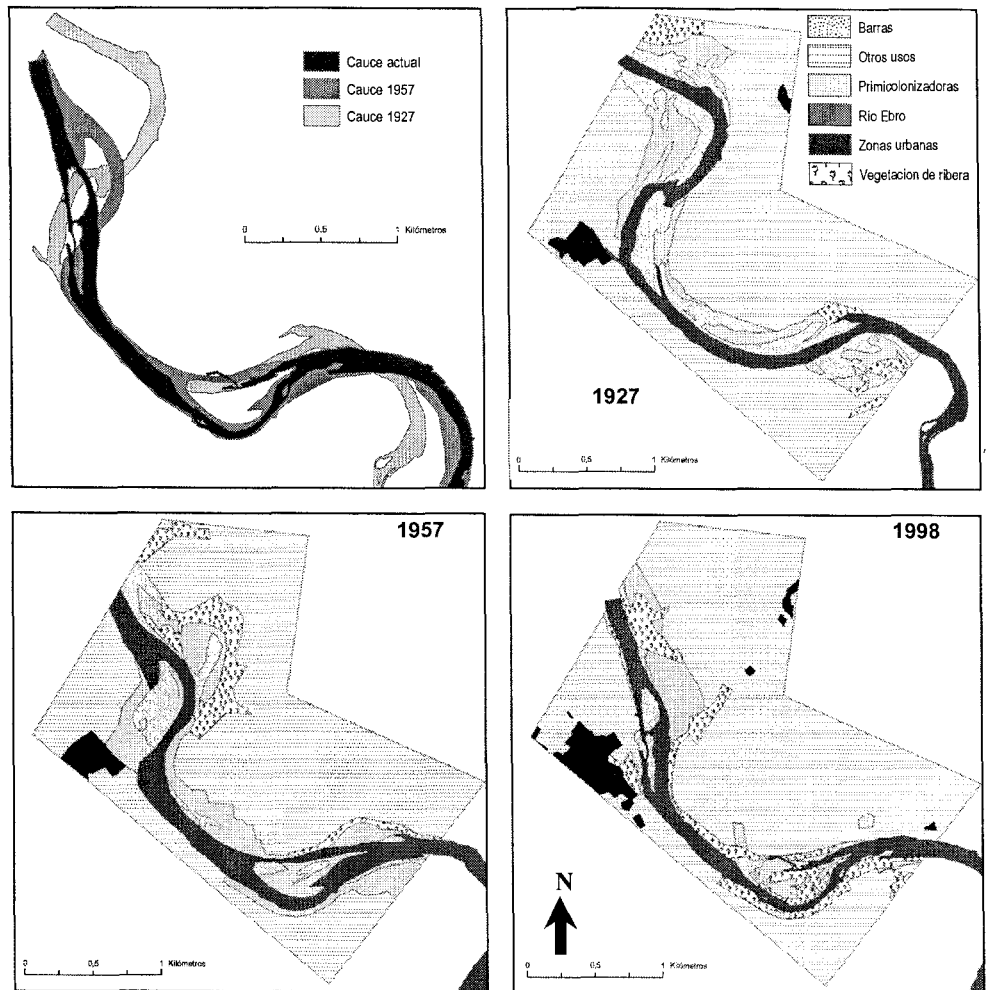 Cauce actual
Cauce 1957
Cauce 1927
0 0,5 1 Kilómetros
Barras
Otros usos
Primicolonizadoras
Rio Ebro
Zonas urbanas
Vegetacion de ribera
1927
0 0,5 1 Kilómetros
1957
0 0,5 1 Kilómetros
1998
N
0 0,5 1 Kilómetros